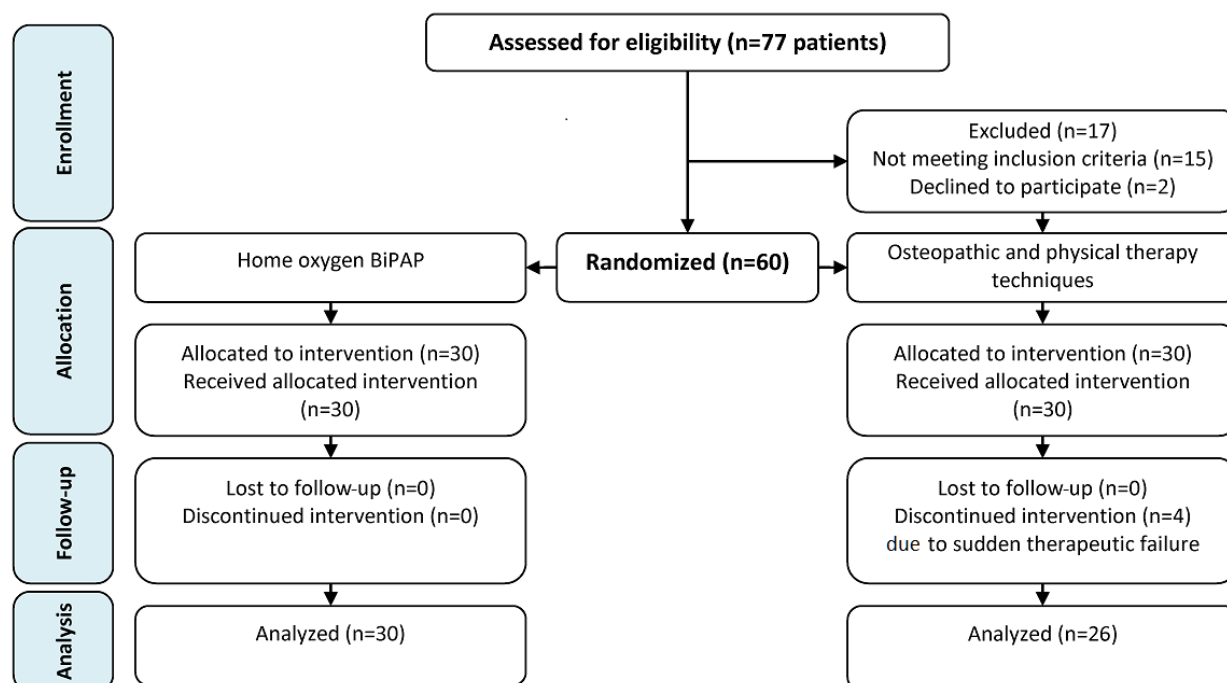 Assessed for eligibility (n=77 patients)
Enrollment
Excluded (n=17)
Not meeting inclusion criteria (n=15)
Declined to participate (n=2)
Allocation
Home oxygen BiPAP
Randomized (n=60)
Osteopathic and physical therapy
techniques
Allocated to intervention (n=30)
Received allocated intervention
(n=30)
Allocated to intervention (n=30)
Received allocated intervention
(n=30)
Follow-up
Lost to follow-up (n=0)
Discontinued intervention (n=0)
Lost to follow-up (n=0)
Discontinued intervention (n=4)
due to sudden therapeutic failure
Analysis
Analyzed (n=30)
Analyzed (n=26)